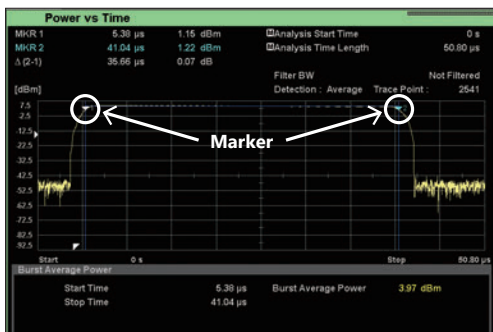 Power vs Time
MKR 1 5.38 µs 1.15 dBm Analysis Start Time 0 s
MKR 2 41.04 µs 1.22 dBm Analysis Time Length 50.80 µs
Δ(2-1) 35.66 µs 0.07 dB
Filter BW Not Filtered
[dBm] Detection : Average Trace Point : 2541
7.5
-2.5
-12.5
-22.5
-32.5
-42.5
-52.5
-62.5
-72.5
-82.5
-92.5
Marker
Start 0 s Stop 50.80 µs
Burst Average Power
Start Time 5.38 µs Burst Average Power 3.97 dBm
Stop Time 41.04 µs